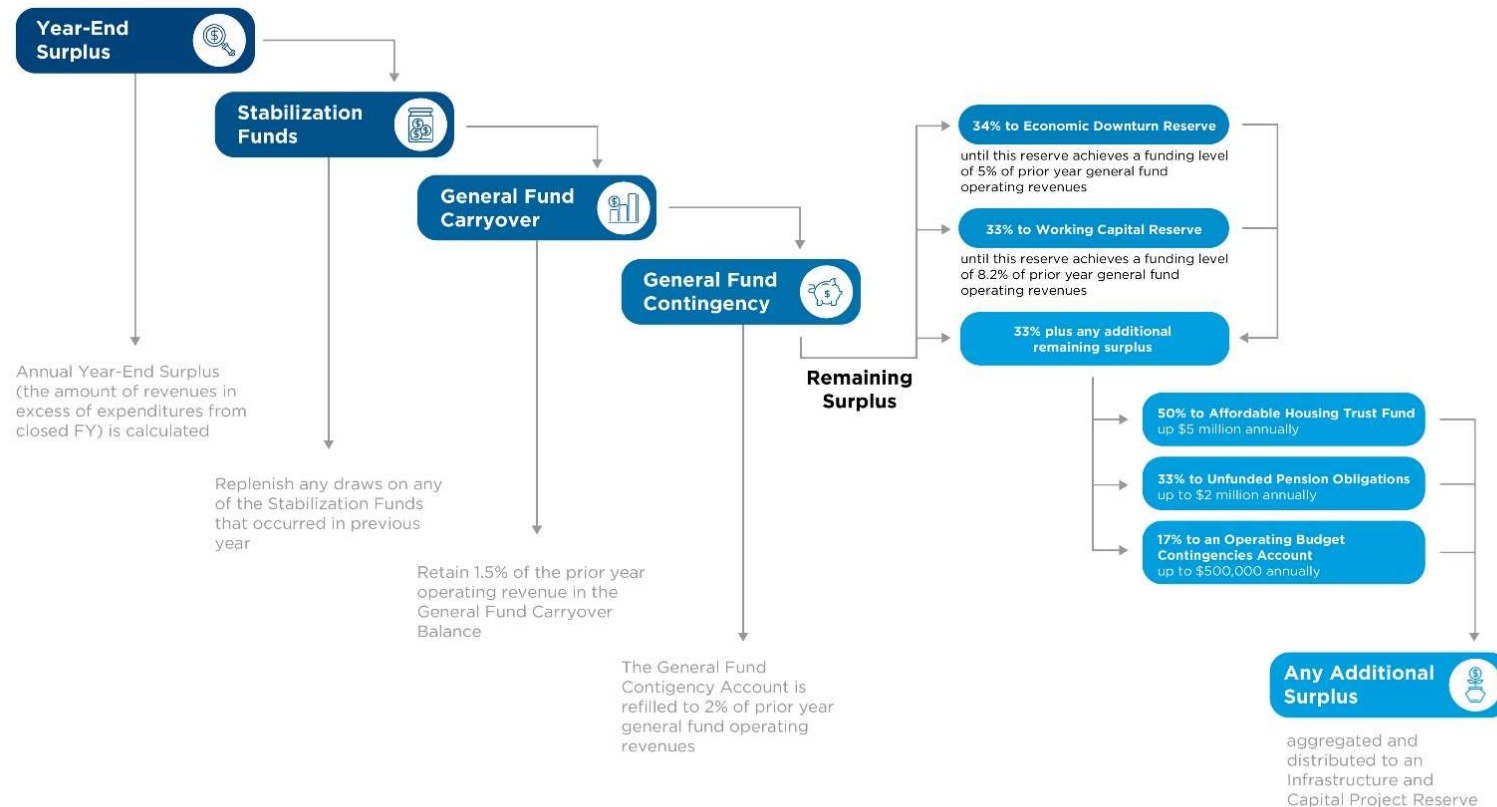 Year-End
Surplus
Stabilization
Funds
General Fund
Carryover
General Fund
Contingency
Annual Year-End Surplus
(the amount of revenues in
excess of expenditures from
closed FY) is calculated
Replenish any draws on any
of the Stabilization Funds
that occurred in previous
year
Retain 1.5% of the prior year
operating revenue in the
General Fund Carryover
Balance
The General Fund
Contigency Account is
refilled to 2% of prior year
general fund operating
revenues
Remaining
Surplus
34% to Economic Downturn Reserve
until this reserve achieves a funding level
of 5% of prior year general fund
operating revenues
33% to Working Capital Reserve
until this reserve achieves a funding level
of 8.2% of prior year general fund
operating revenues
33% plus any additional
remaining surplus
50% to Affordable Housing Trust Fund
up $5 million annually
33% to Unfunded Pension Obligations
up to $2 million annually
17% to an Operating Budget
Contingencies Account
up to $500,000 annually
Any Additional
Surplus
aggregated and
distributed to an
Infrastructure and
Capital Project Reserve